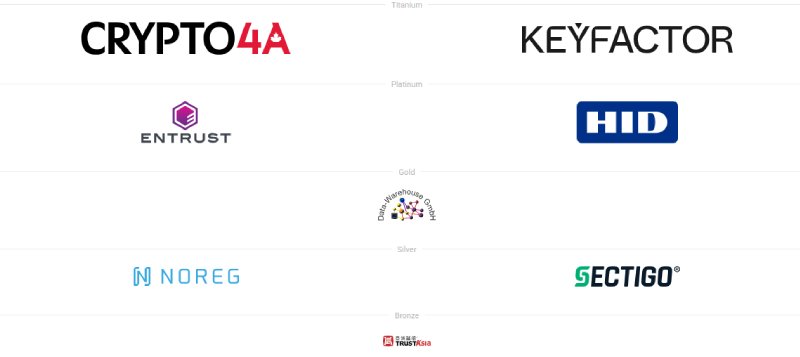 Titanium
CRYPTO4A
KEYFACTOR
Platinum
ENTRUST
HID
Gold
Data-Warehouse GmbH
Silver
N NOREG
SECTIGO®
Bronze
TRUSTAsia